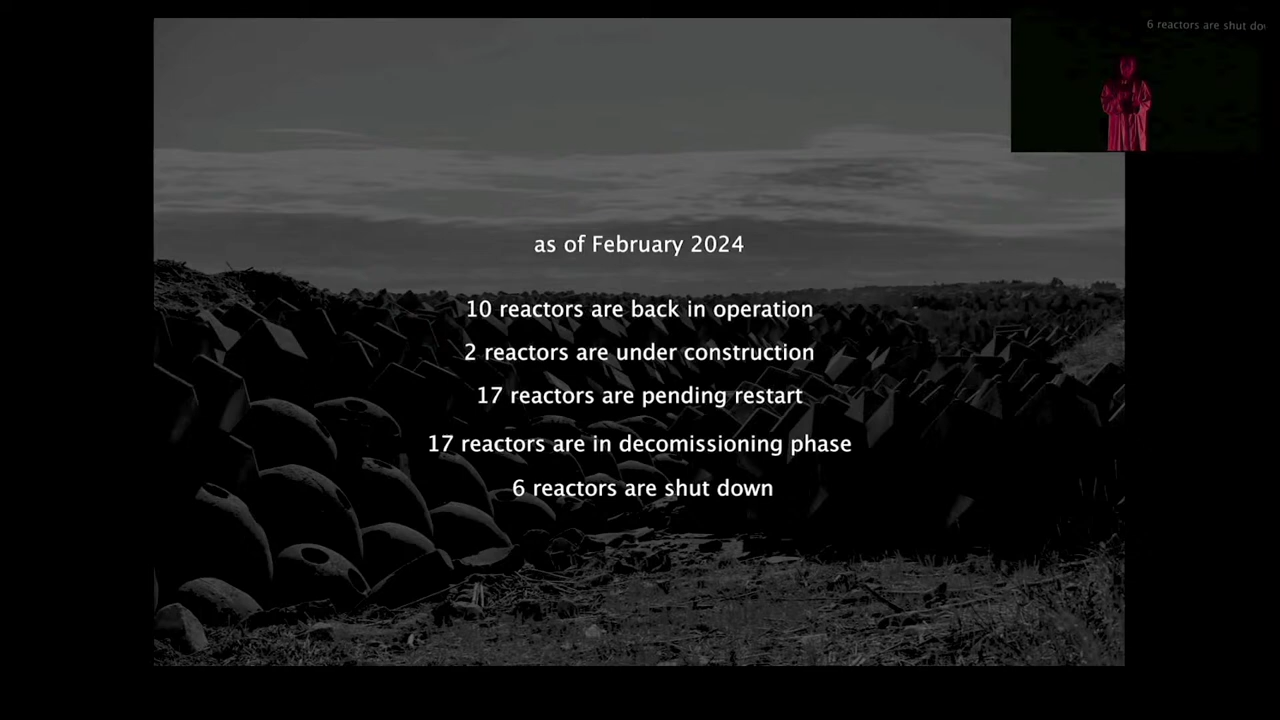 as of February 2024
10 reactors are back in operation
2 reactors are under construction
17 reactors are pending restart
17 reactors are in decomissioning phase
6 reactors are shut down
6 reactors are shut do